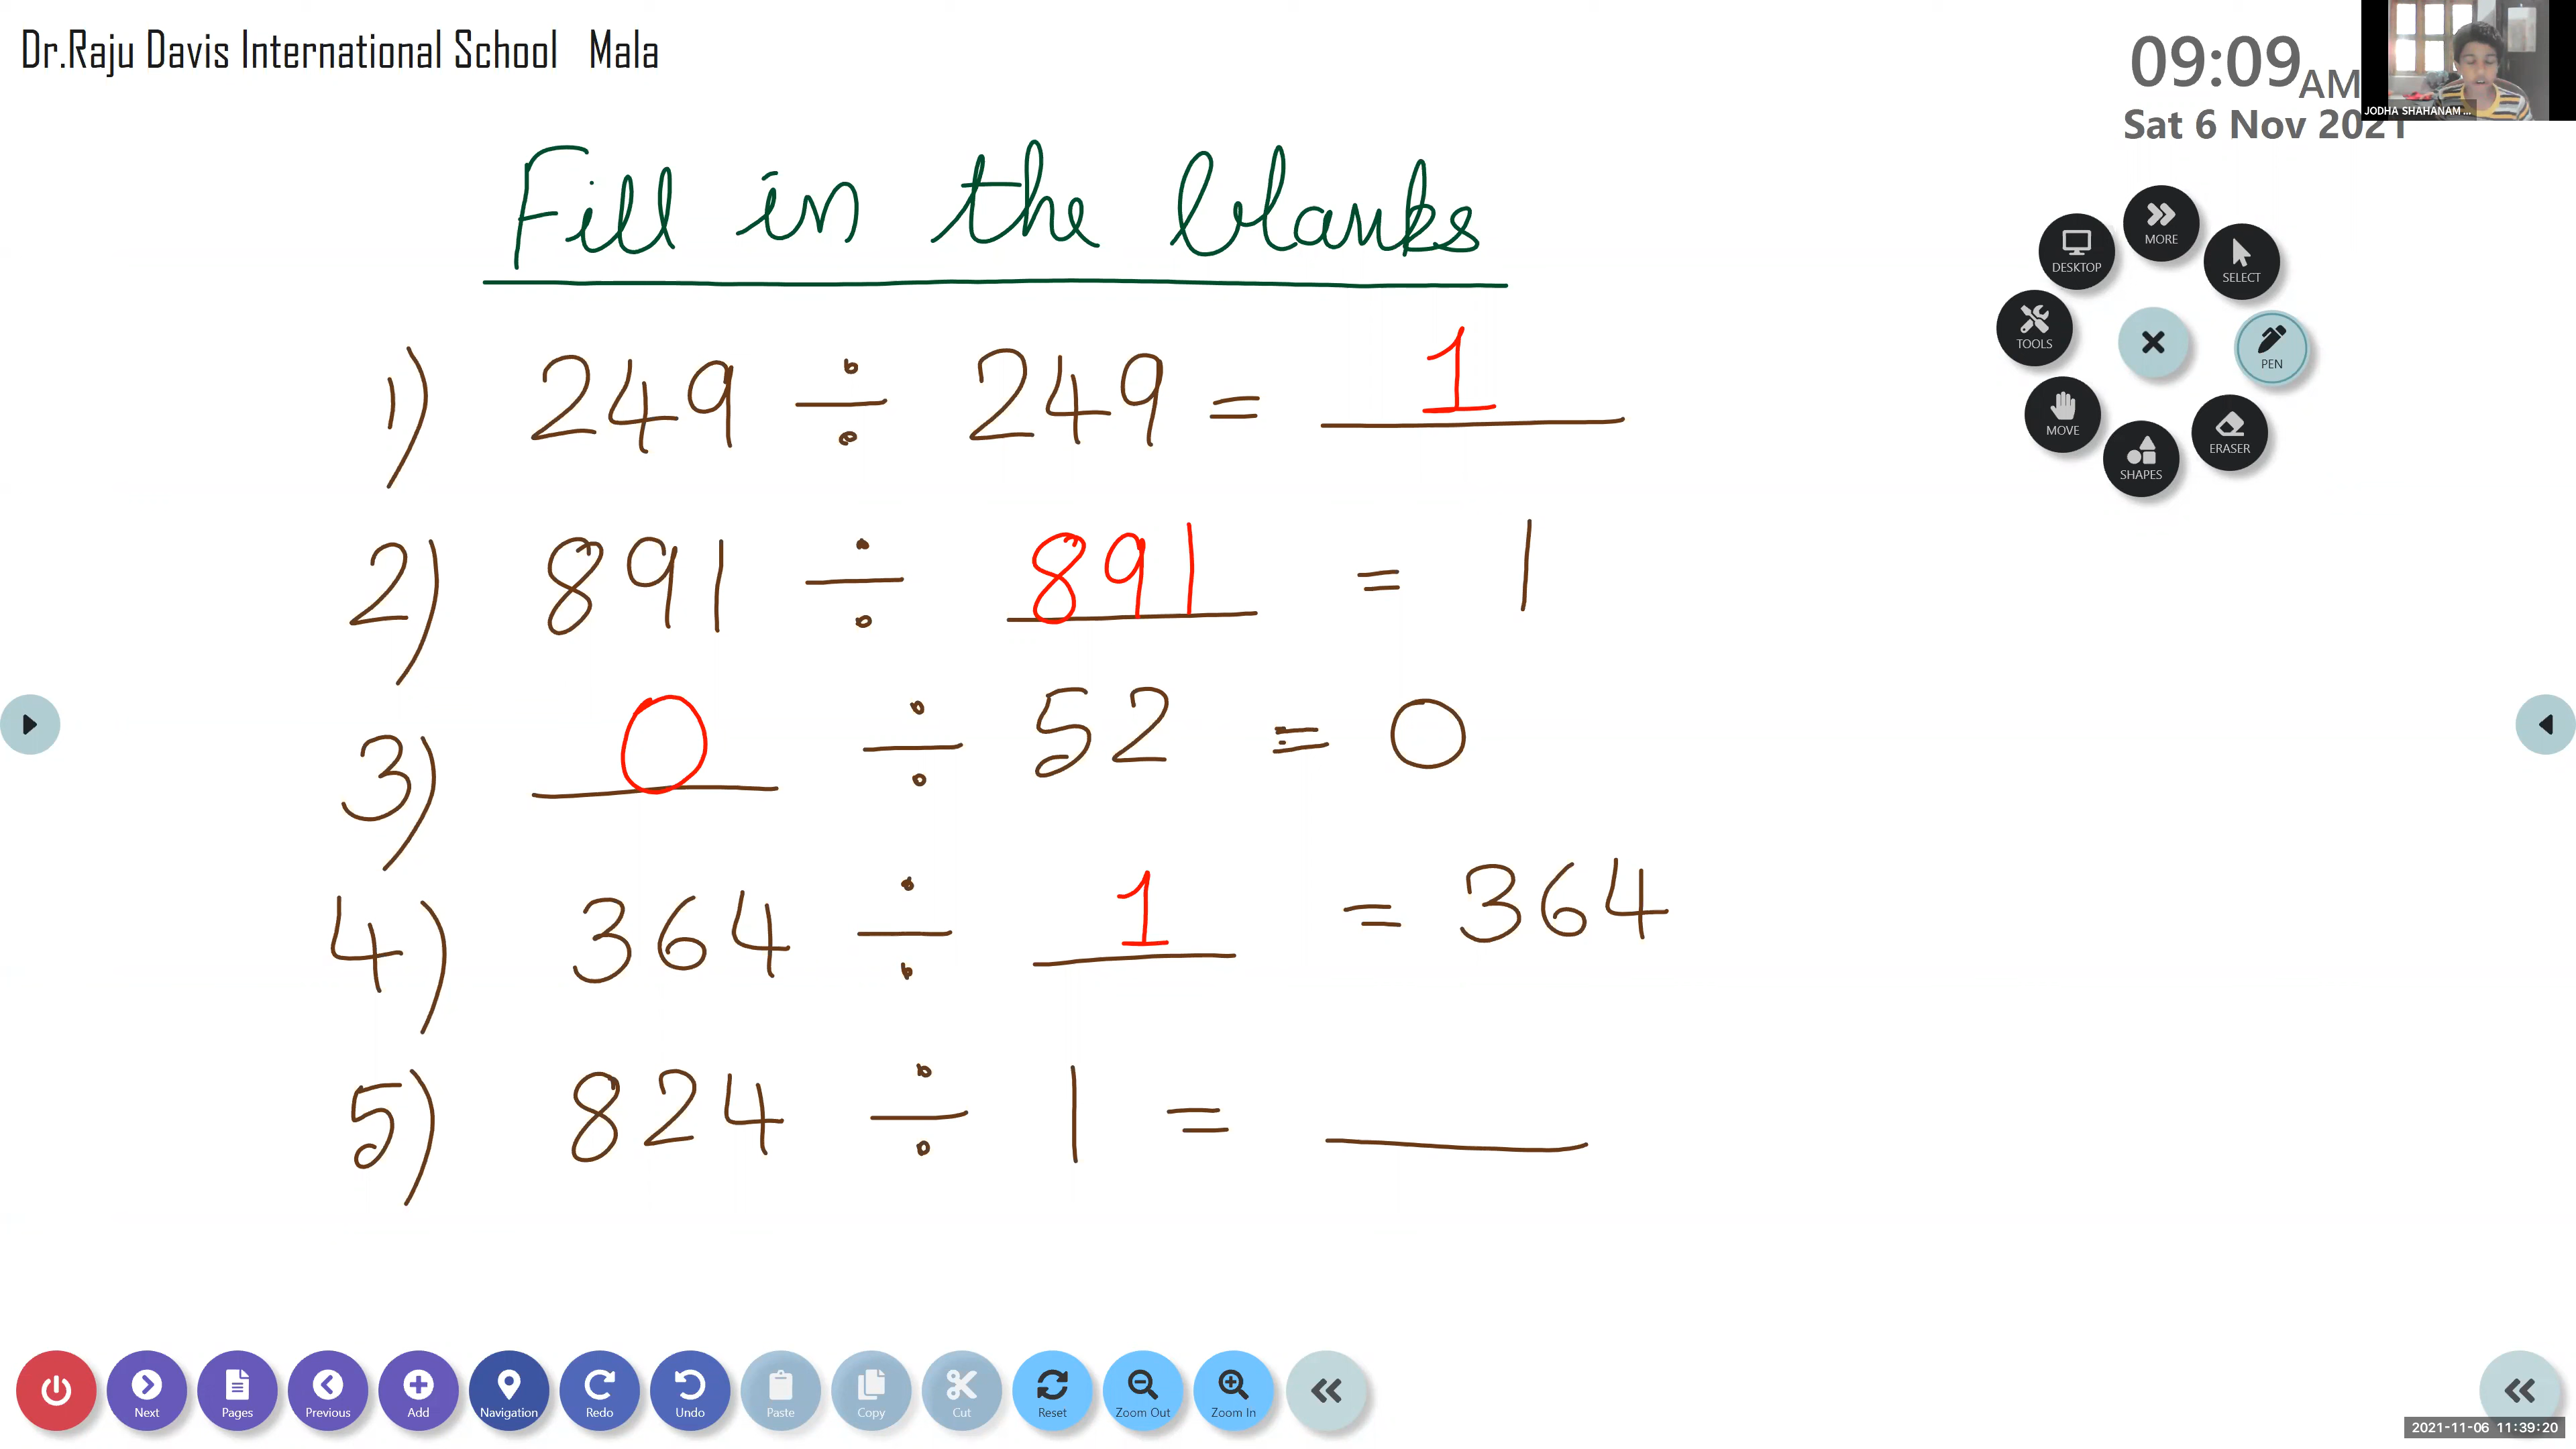 Dr.Raju Davis International School Mala
09:09 AM
Sat 6 Nov 2021
JODHA SHAHANAM ...
Fill in the blanks
1) 249 ÷ 249 = 1
2) 891 ÷ 891 = 1
3) 0 ÷ 52 = 0
4) 364 ÷ 1 = 364
5) 824 ÷ 1 = ____
MORE
DESKTOP
SELECT
TOOLS
PEN
MOVE
ERASER
SHAPES
Next Pages Previous Add Navigation Redo Undo Paste Copy Cut Reset Zoom Out Zoom In
2021-11-06 11:39:20